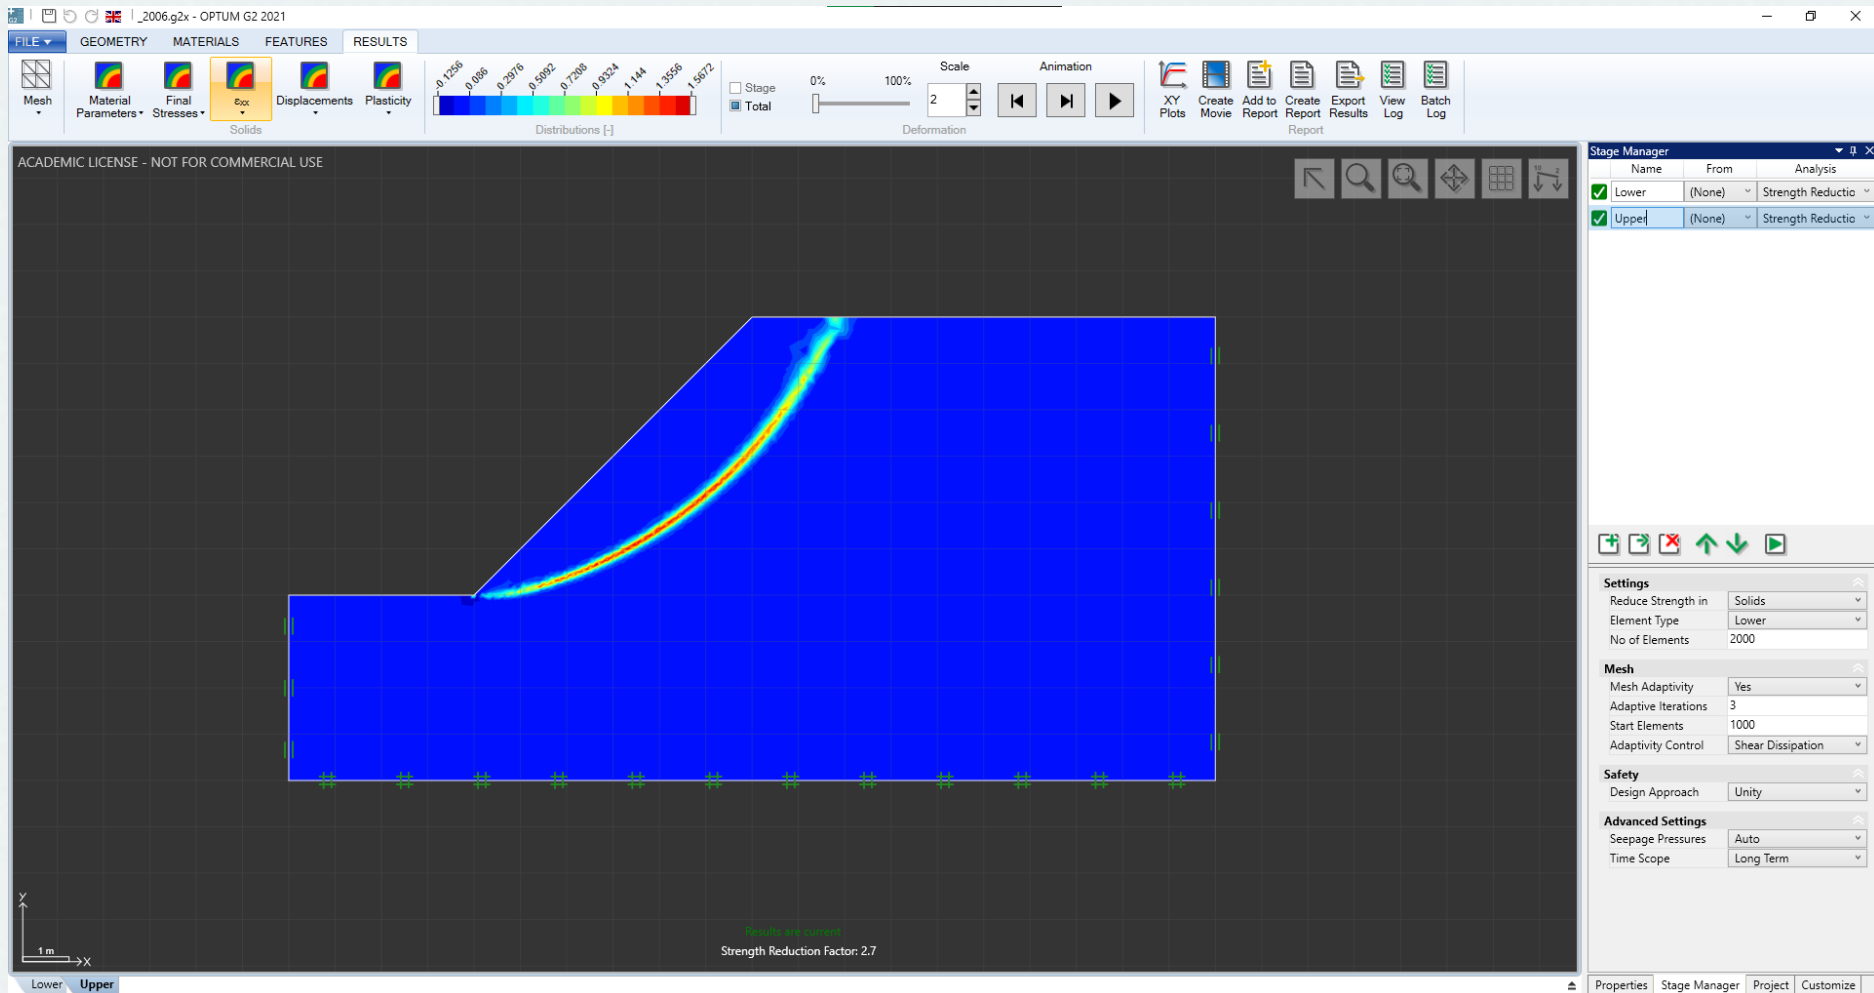 _2006.g2x - OPTUM G2 2021
FILE GEOMETRY MATERIALS FEATURES RESULTS
Mesh
Material Parameters
Final Stresses
εxx
Displacements
Plasticity
Solids
-0.1256 0.086 0.2976 0.5092 0.7208 0.9324 1.144 1.3556 1.5672
Distributions [-]
Stage
Total
0% 100%
Scale
2
Animation
Deformation
XY Plots
Create Movie
Add to Report
Create Report
Export Results
View Log
Batch Log
Report
ACADEMIC LICENSE - NOT FOR COMMERCIAL USE
Stage Manager
Name From Analysis
Lower (None) Strength Reductio
Upper (None) Strength Reductio
Settings
Reduce Strength in Solids
Element Type Lower
No of Elements 2000
Mesh
Mesh Adaptivity Yes
Adaptive Iterations 3
Start Elements 1000
Adaptivity Control Shear Dissipation
Safety
Design Approach Unity
Advanced Settings
Seepage Pressures Auto
Time Scope Long Term
Y
1 m
X
Results are current
Strength Reduction Factor: 2.7
Lower Upper
Properties Stage Manager Project Customize